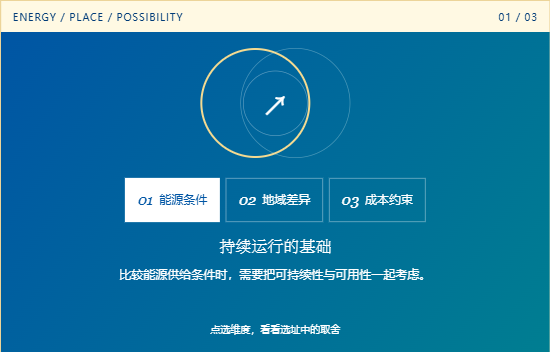 ENERGY / PLACE / POSSIBILITY
01 / 03
01 能源条件
02 地域差异
03 成本约束
持续运行的基础
比较能源供给条件时，需要把可持续性与可用性一起考虑。
点选维度，看看选址中的取舍